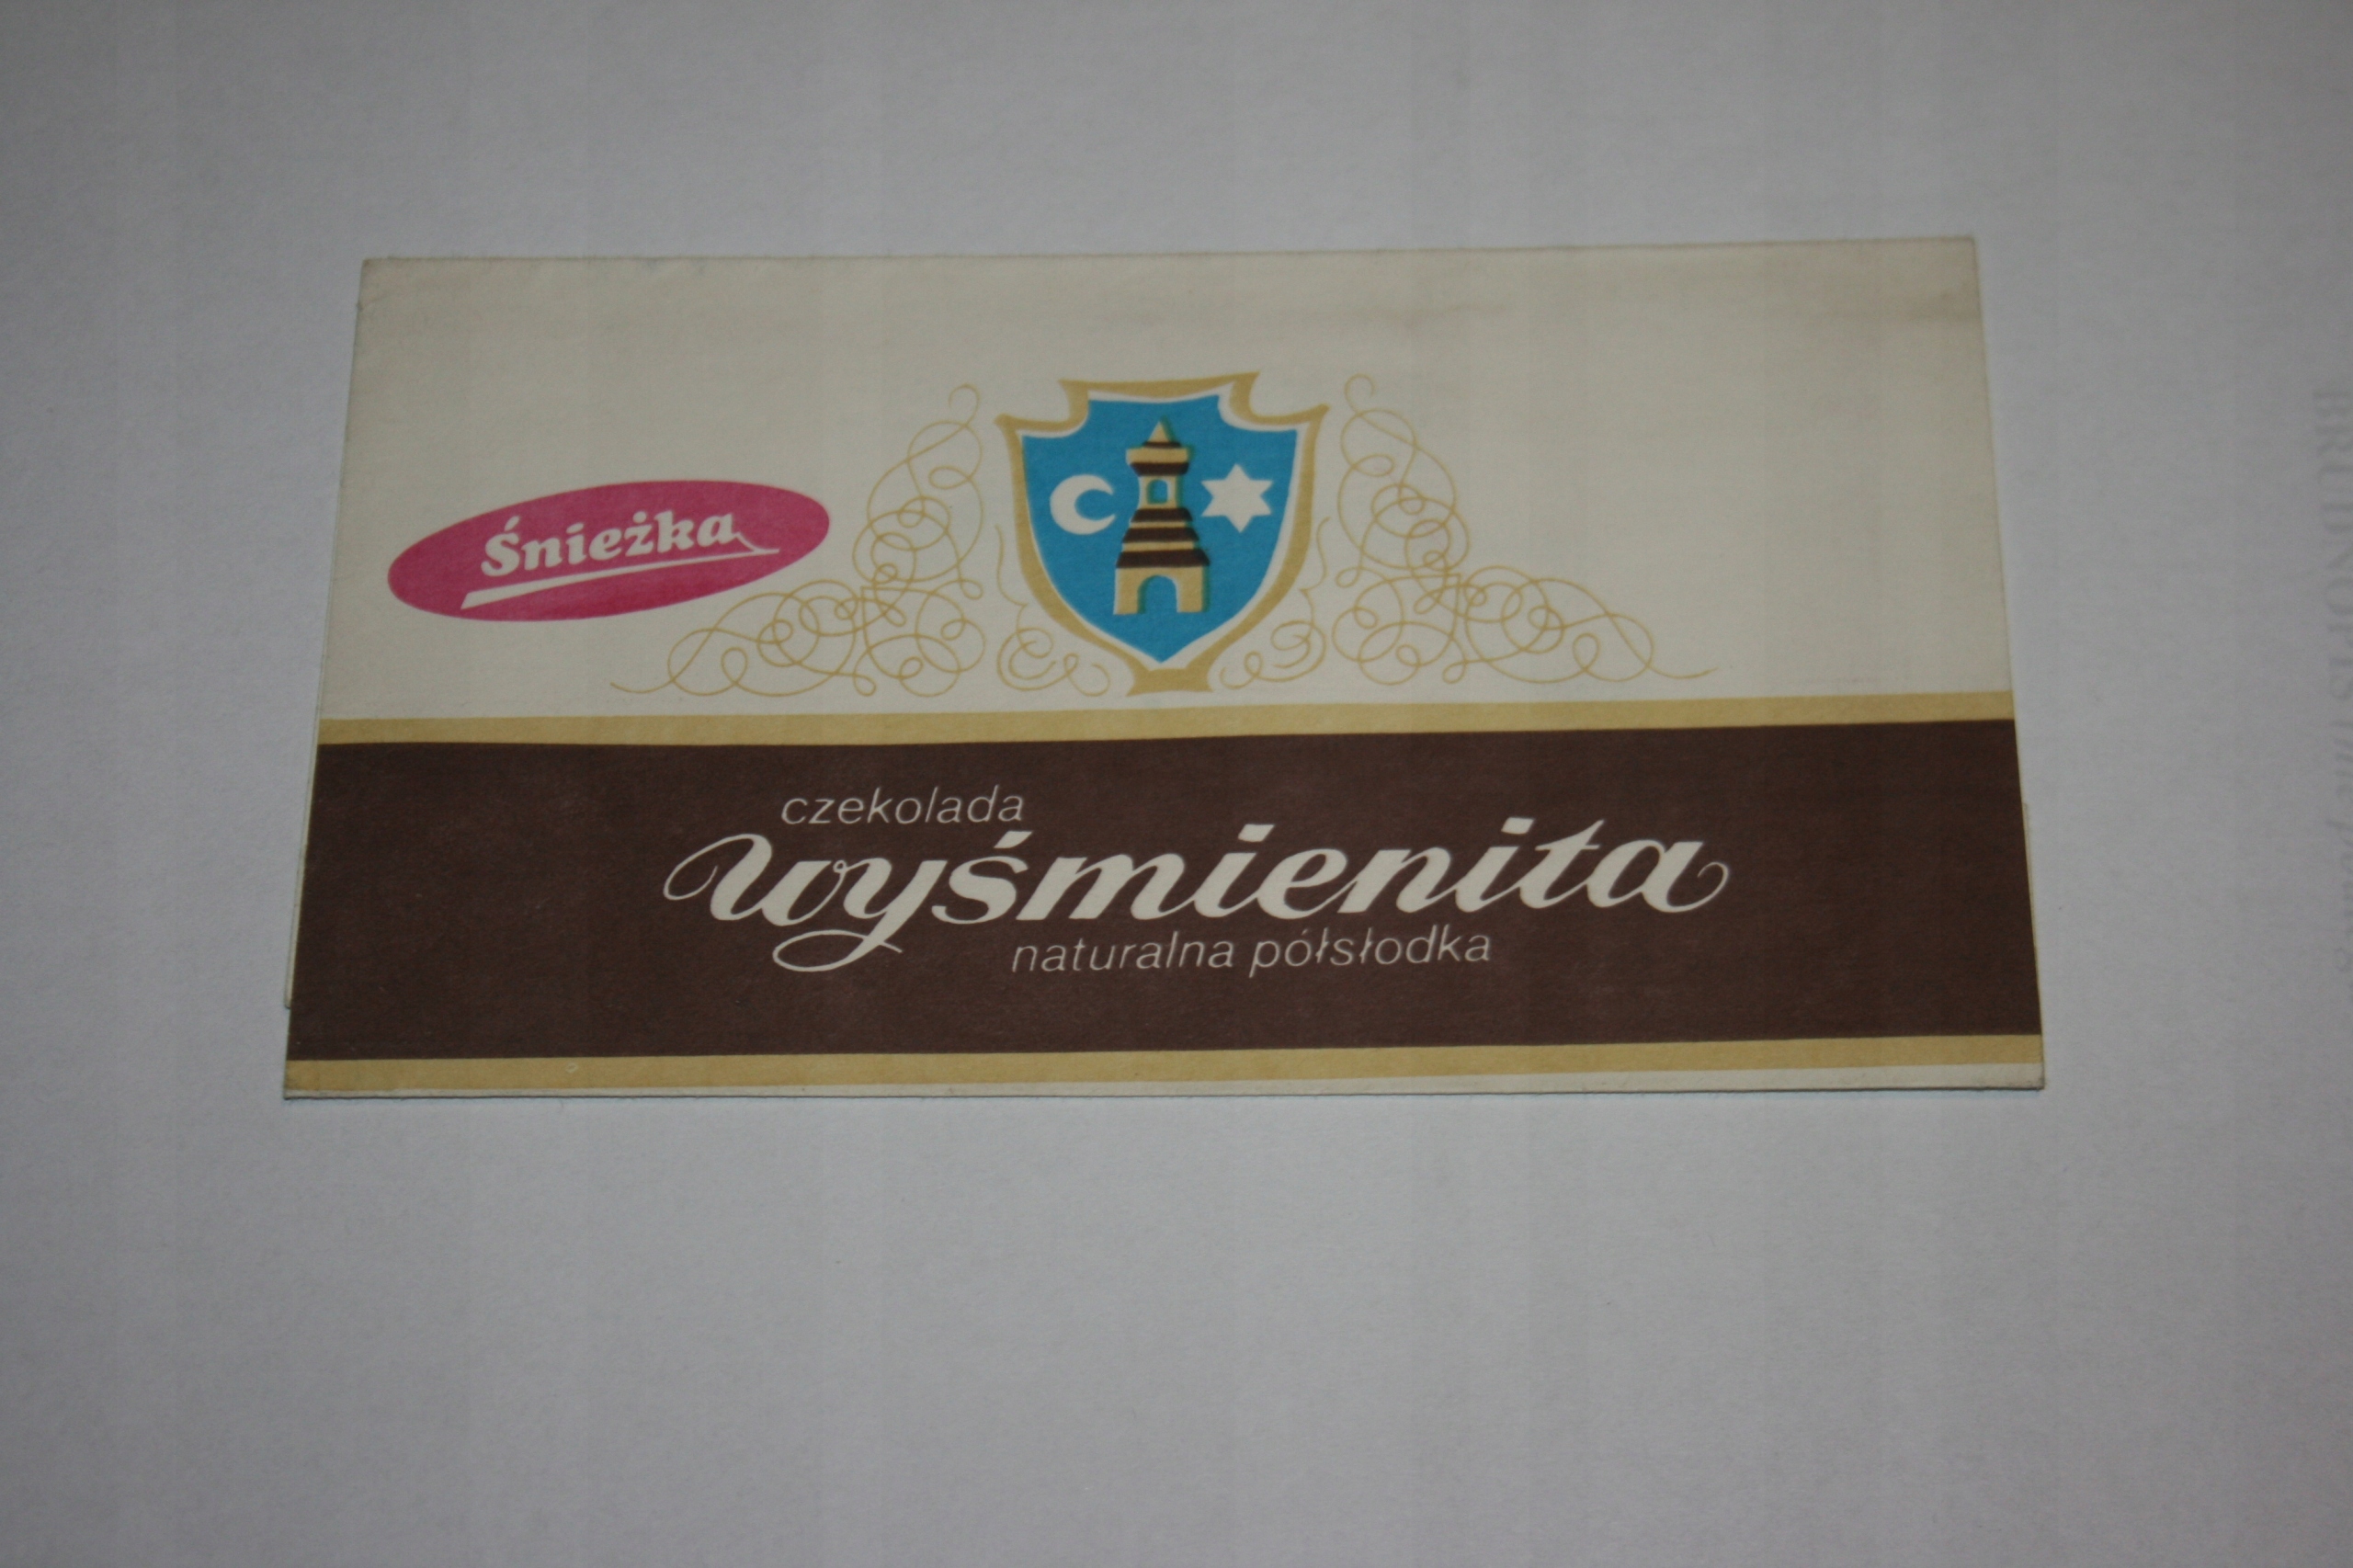 Śnieżka
czekolada
wyśmienita
naturalna półsłodka